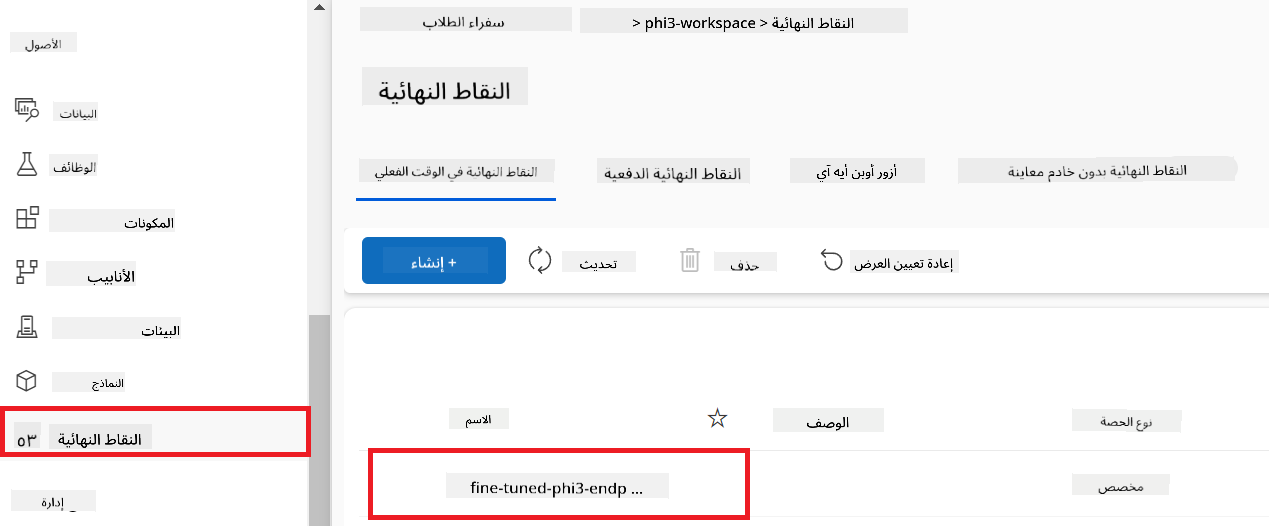 الأصول
البيانات
الوظائف
المكونات
الأنابيب
البيئات
النماذج
٥٣ النقاط النهائية
إدارة
سفراء الطلاب
> phi3-workspace > النقاط النهائية
النقاط النهائية
النقاط النهائية في الوقت الفعلي
النقاط النهائية الدفعية
أزور أوبن أيه آي
النقاط النهائية بدون خادم معاينة
+ إنشاء
تحديث
حذف
إعادة تعيين العرض
الاسم
الوصف
نوع الحصة
fine-tuned-phi3-endp ...
مخصص